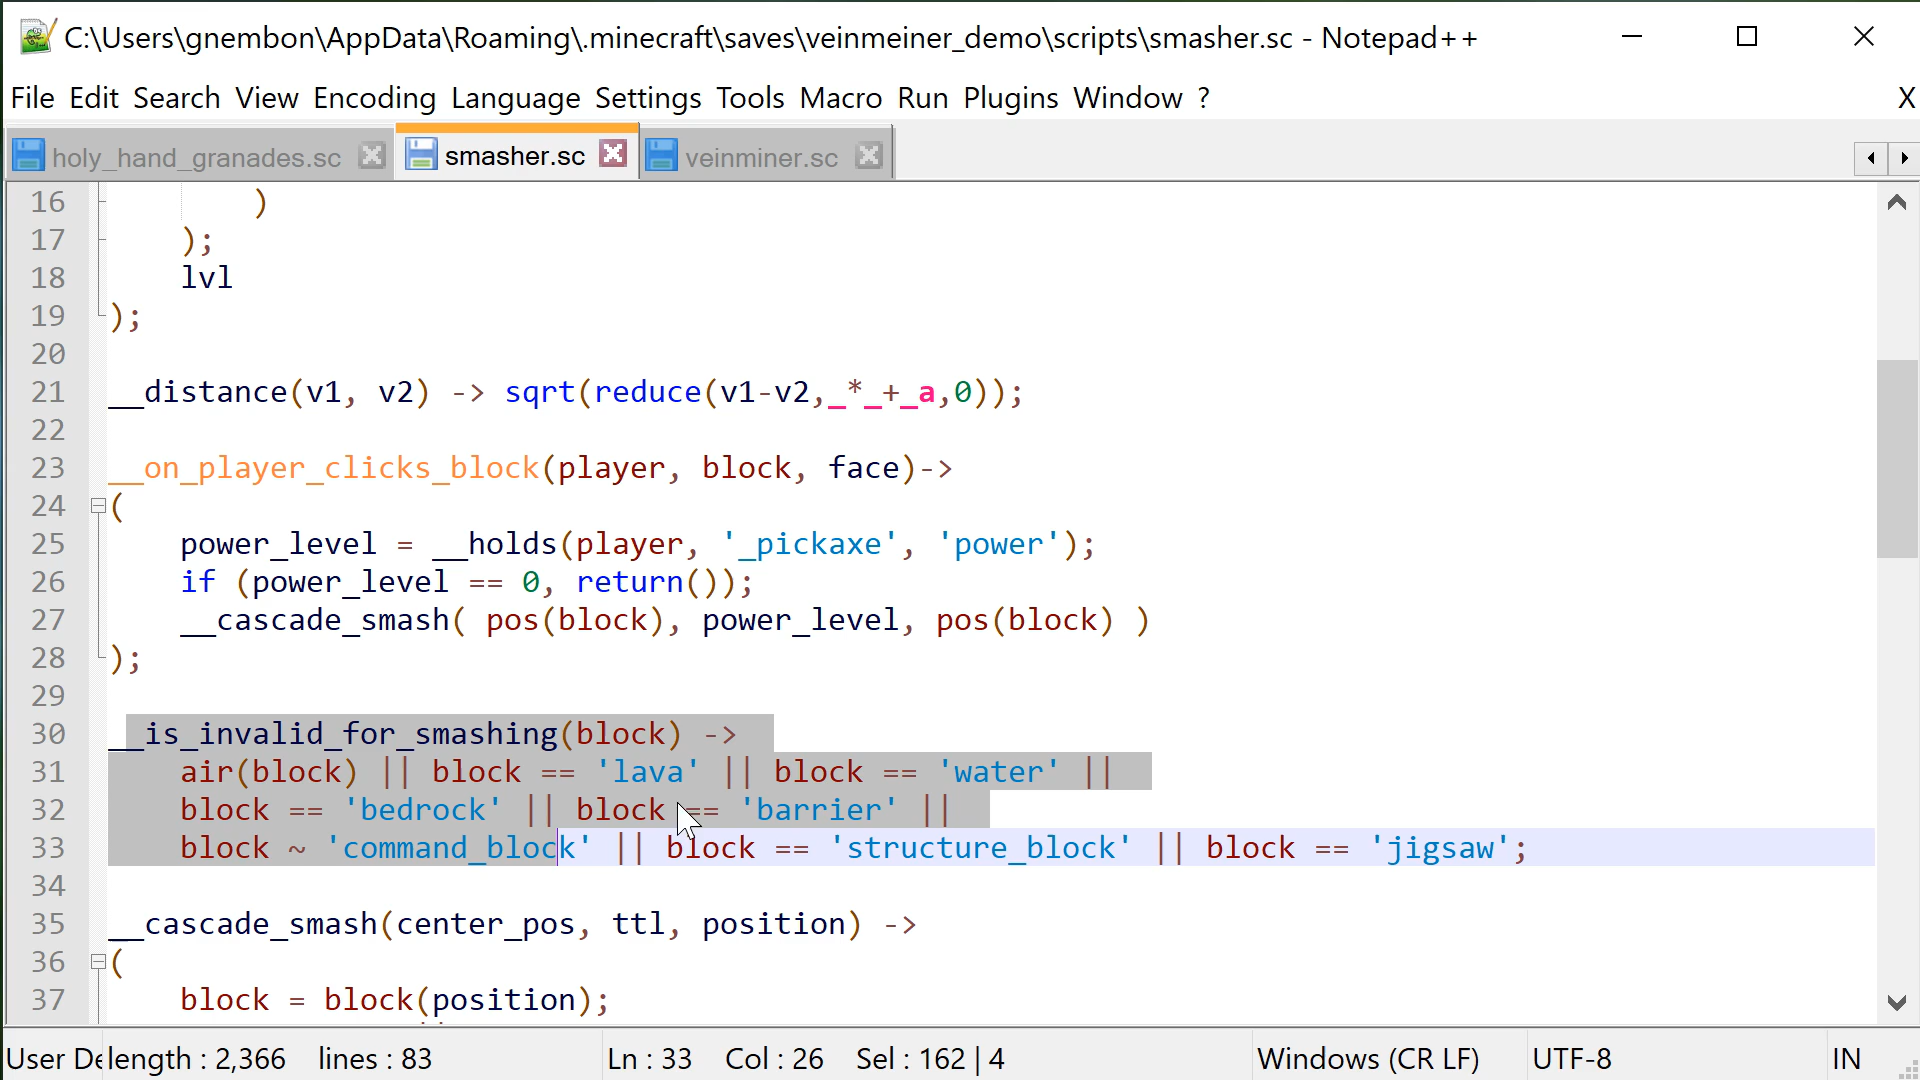 C:\Users\gnembon\AppData\Roaming\.minecraft\saves\veinmeiner_demo\scripts\smasher.sc - Notepad++
File Edit Search View Encoding Language Settings Tools Macro Run Plugins Window ? X
holy_hand_granades.sc smasher.sc veinminer.sc
16 )
17 );
18 lvl
19 );
20
21 __distance(v1, v2) -> sqrt(reduce(v1-v2,_*_+_a,0));
22
23 __on_player_clicks_block(player, block, face)->
24 (
25 power_level = __holds(player, '_pickaxe', 'power');
26 if (power_level == 0, return());
27 __cascade_smash( pos(block), power_level, pos(block) )
28 );
29
30 __is_invalid_for_smashing(block) ->
31 air(block) || block == 'lava' || block == 'water' ||
32 block == 'bedrock' || block == 'barrier' ||
33 block ~ 'command_block' || block == 'structure_block' || block == 'jigsaw';
34
35 __cascade_smash(center_pos, ttl, position) ->
36 (
37 block = block(position);
User De length : 2,366 lines : 83 Ln : 33 Col : 26 Sel : 162 | 4 Windows (CR LF) UTF-8 IN